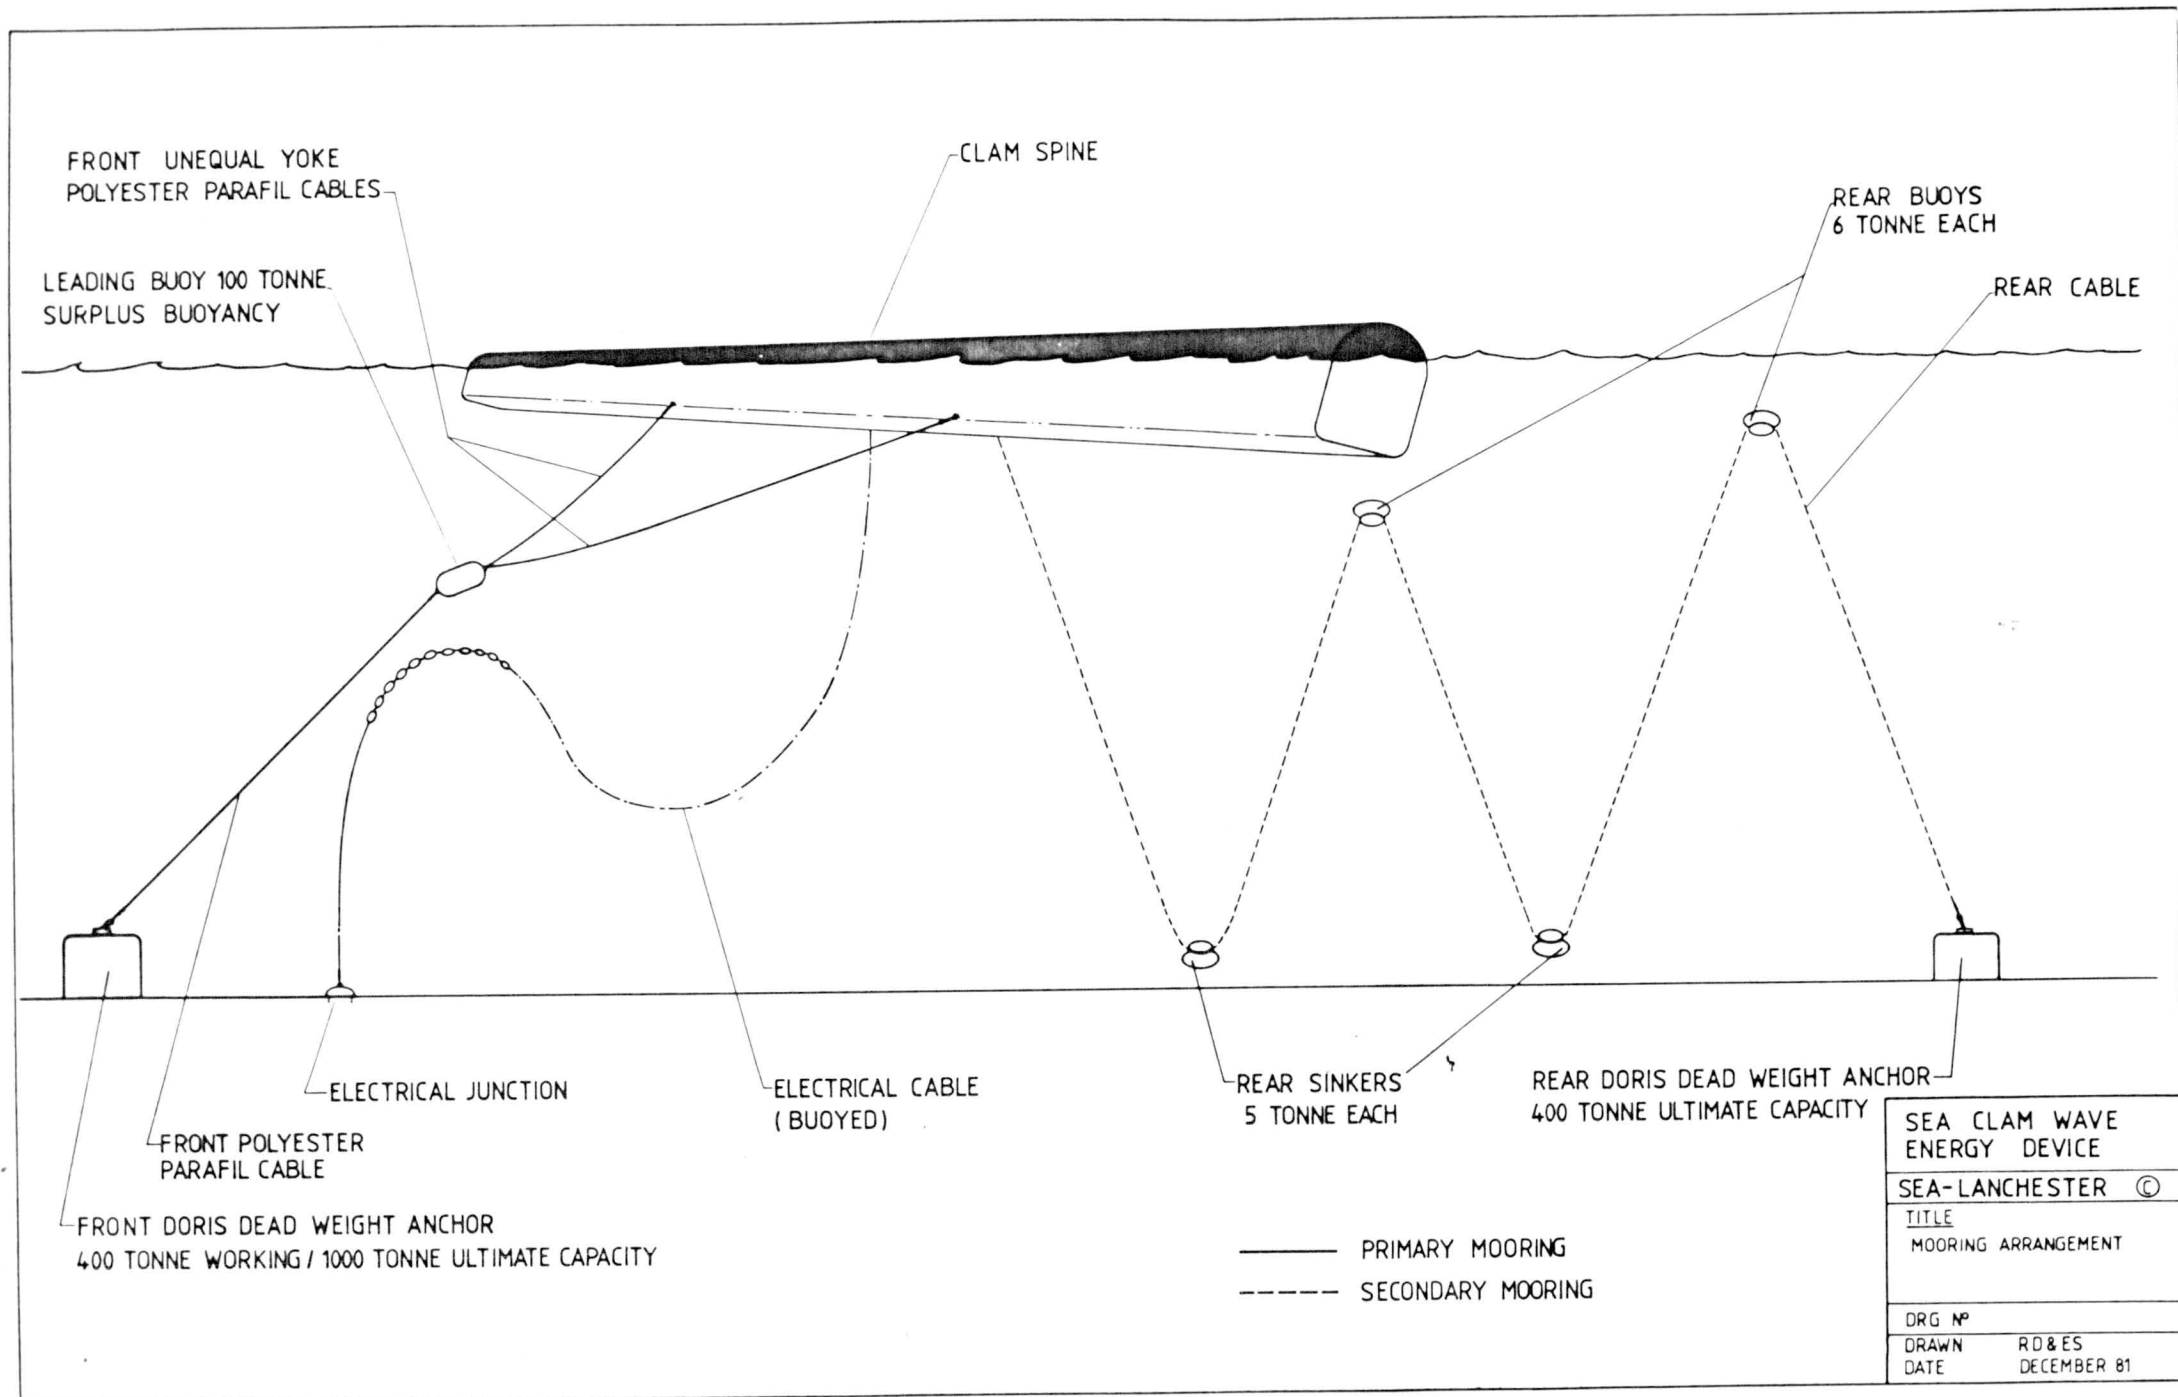 FRONT UNEQUAL YOKE
POLYESTER PARAFIL CABLES
CLAM SPINE
REAR BUOYS
6 TONNE EACH
LEADING BUOY 100 TONNE
SURPLUS BUOYANCY
REAR CABLE
ELECTRICAL JUNCTION
ELECTRICAL CABLE
(BUOYED)
REAR SINKERS
5 TONNE EACH
REAR DORIS DEAD WEIGHT ANCHOR
400 TONNE ULTIMATE CAPACITY
FRONT POLYESTER
PARAFIL CABLE
FRONT DORIS DEAD WEIGHT ANCHOR
400 TONNE WORKING / 1000 TONNE ULTIMATE CAPACITY
PRIMARY MOORING
SECONDARY MOORING
SEA CLAM WAVE
ENERGY DEVICE
SEA-LANCHESTER ©
TITLE
MOORING ARRANGEMENT
DRG Nº
DRAWN RD&ES
DATE DECEMBER 81